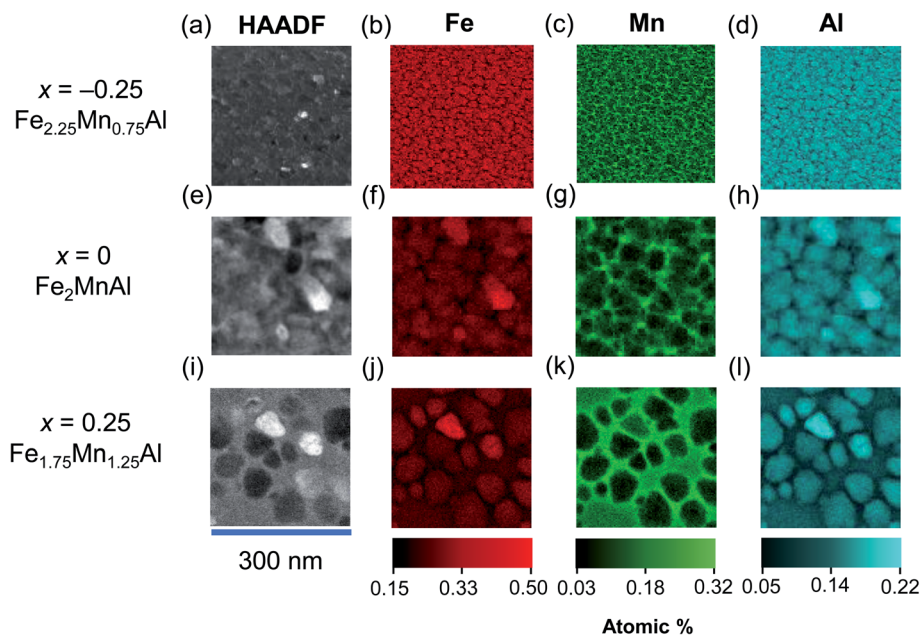 (a) HAADF (b) Fe (c) Mn (d) Al
x = –0.25
Fe2.25Mn0.75Al
(e) (f) (g) (h)
x = 0
Fe2MnAl
(i) (j) (k) (l)
x = 0.25
Fe1.75Mn1.25Al
300 nm
0.15 0.33 0.50 0.03 0.18 0.32 0.05 0.14 0.22
Atomic %